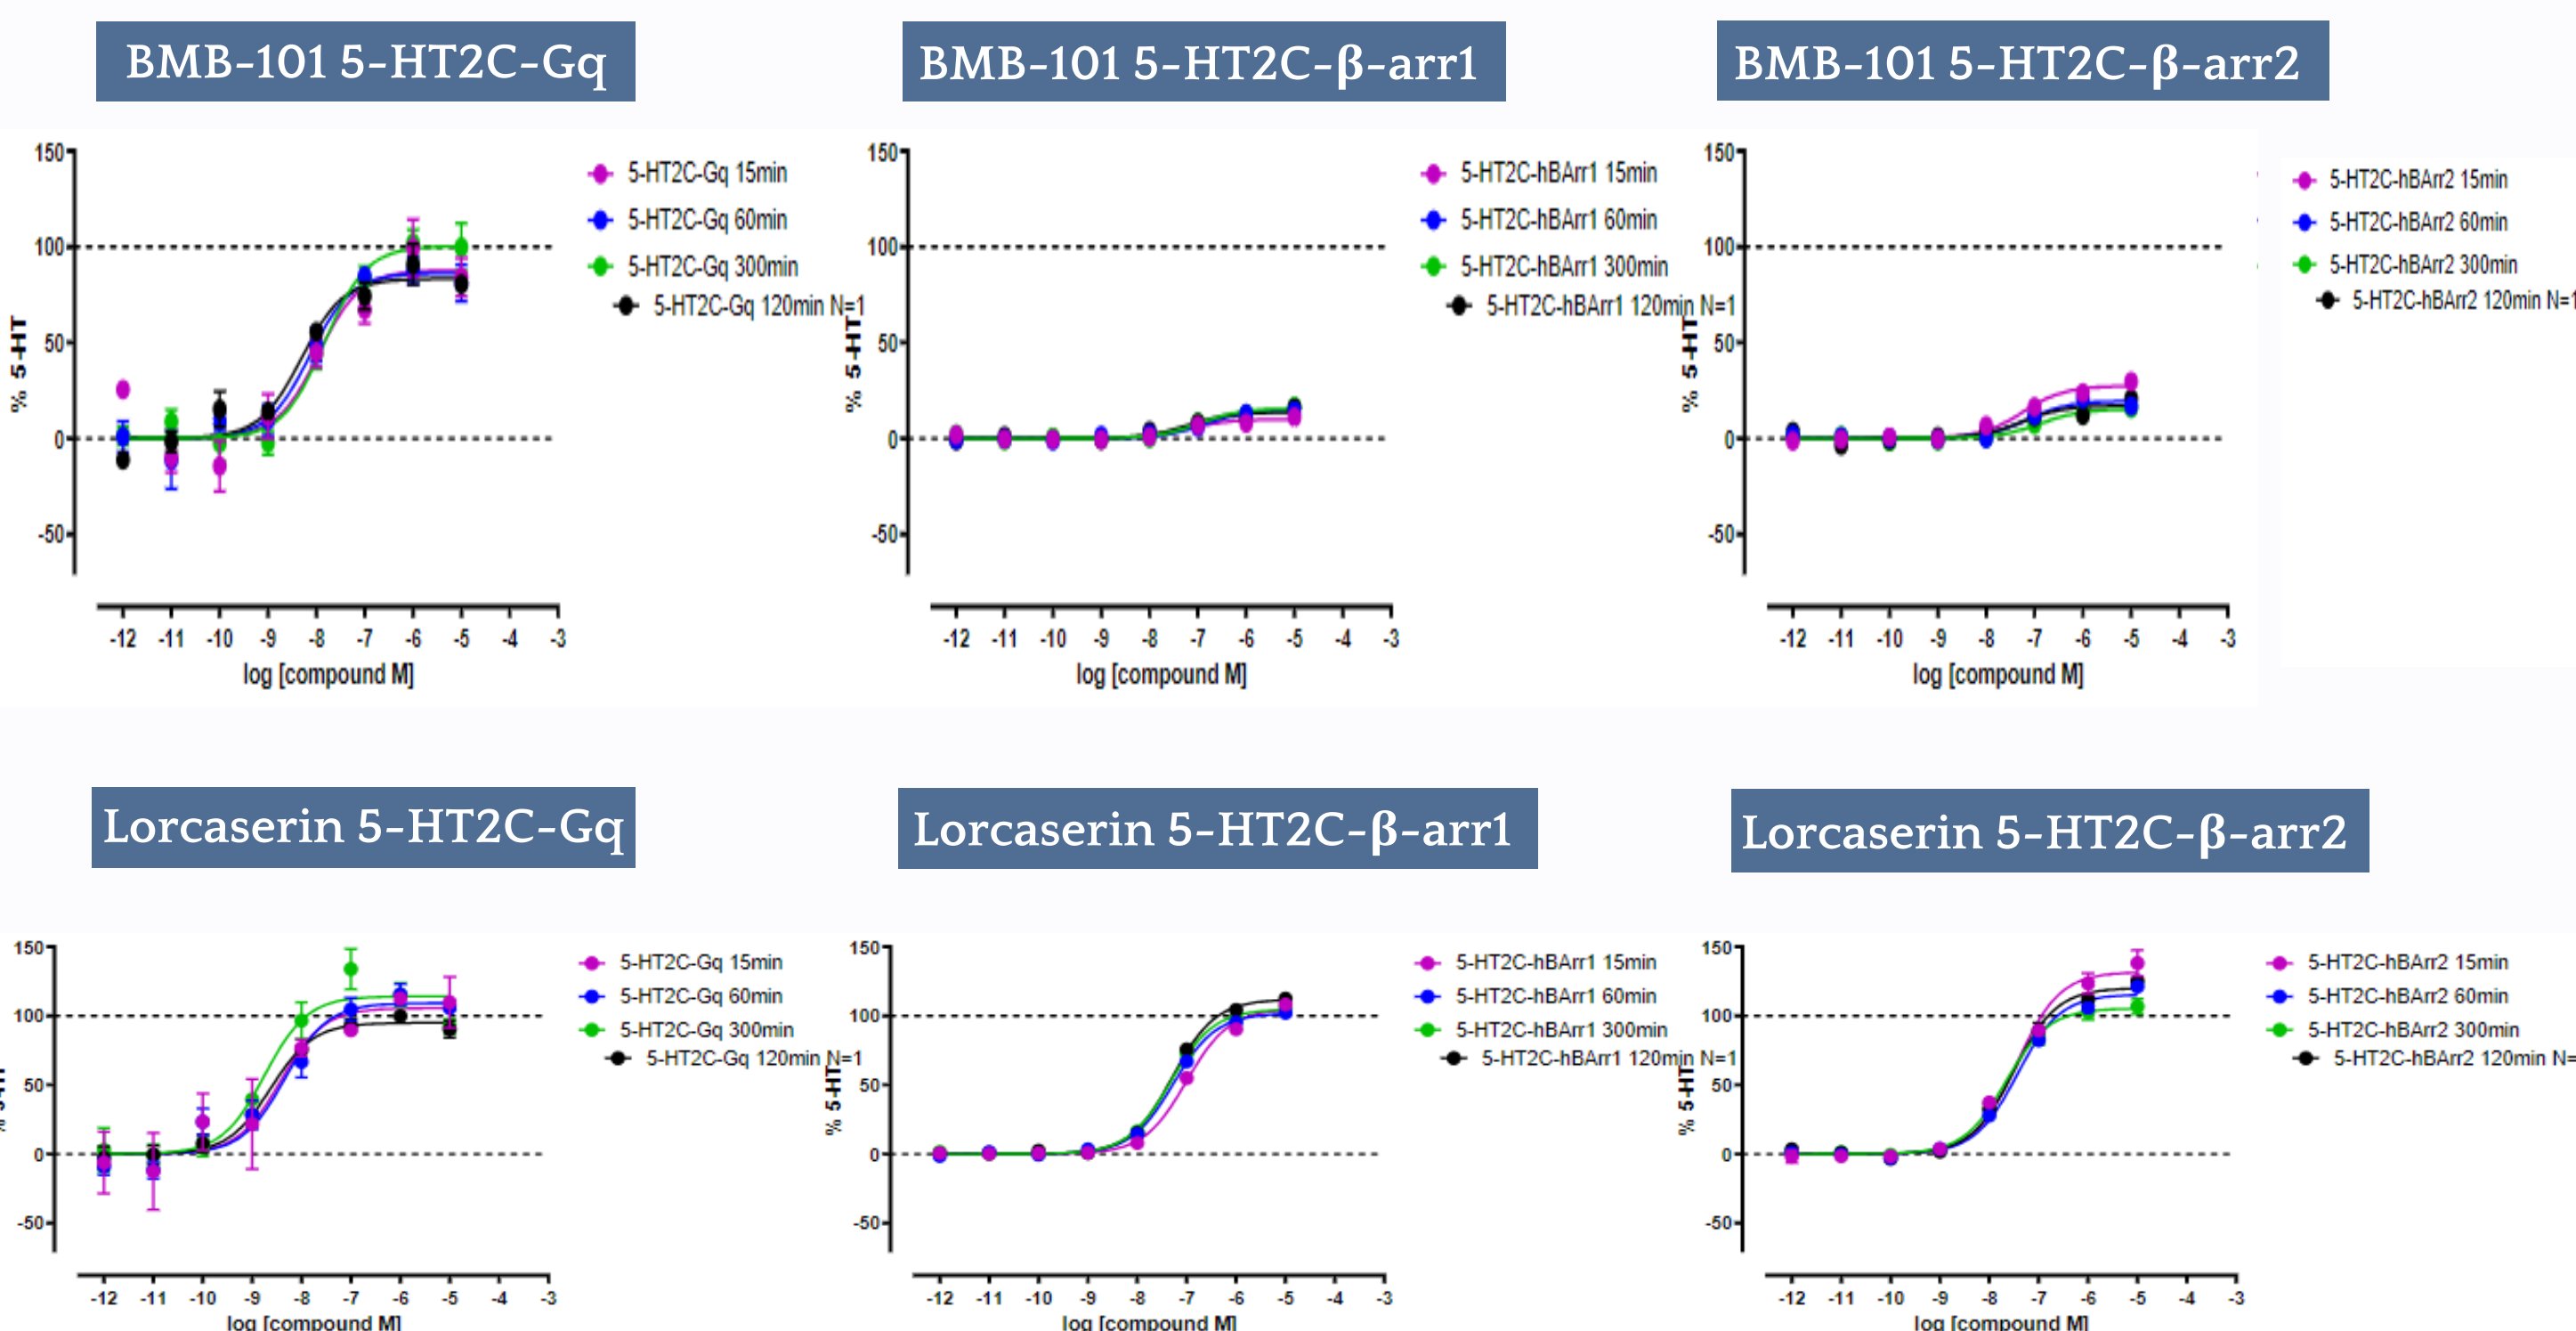 BMB-101 5-HT2C-Gq
BMB-101 5-HT2C-β-arr1
BMB-101 5-HT2C-β-arr2
150
100
50
0
-50
% 5-HT
-12 -11 -10 -9 -8 -7 -6 -5 -4 -3
log [compound M]
5-HT2C-Gq 15min
5-HT2C-Gq 60min
5-HT2C-Gq 300min
5-HT2C-Gq 120min N=1
150
100
50
0
-50
% 5-HT
-12 -11 -10 -9 -8 -7 -6 -5 -4 -3
log [compound M]
5-HT2C-hBArr1 15min
5-HT2C-hBArr1 60min
5-HT2C-hBArr1 300min
5-HT2C-hBArr1 120min N=1
150
100
50
0
-50
% 5-HT
-12 -11 -10 -9 -8 -7 -6 -5 -4 -3
log [compound M]
5-HT2C-hBArr2 15min
5-HT2C-hBArr2 60min
5-HT2C-hBArr2 300min
5-HT2C-hBArr2 120min N=1
Lorcaserin 5-HT2C-Gq
Lorcaserin 5-HT2C-β-arr1
Lorcaserin 5-HT2C-β-arr2
150
100
50
0
-50
-12 -11 -10 -9 -8 -7 -6 -5 -4 -3
log [compound M]
5-HT2C-Gq 15min
5-HT2C-Gq 60min
5-HT2C-Gq 300min
5-HT2C-Gq 120min N=1
150
100
50
0
-50
% 5-HT
-12 -11 -10 -9 -8 -7 -6 -5 -4 -3
log [compound M]
5-HT2C-hBArr1 15min
5-HT2C-hBArr1 60min
5-HT2C-hBArr1 300min
5-HT2C-hBArr1 120min N=1
150
100
50
0
-50
% 5-HT
-12 -11 -10 -9 -8 -7 -6 -5 -4 -3
log [compound M]
5-HT2C-hBArr2 15min
5-HT2C-hBArr2 60min
5-HT2C-hBArr2 300min
5-HT2C-hBArr2 120min N=